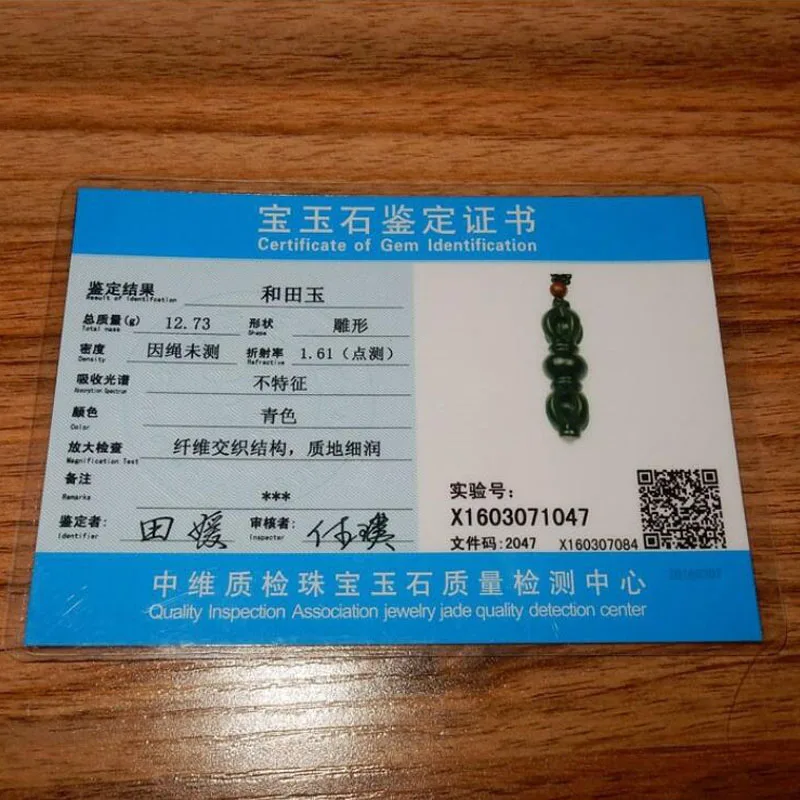 宝玉石鉴定证书
Certificate of Gem Identification
鉴定结果 和田玉
Result of identification
总质量(g) 12.73 形状 雕形
Total mass Shape
密度 因绳未测 折射率 1.61（点测）
Density Refractive
吸收光谱 不特征
Absorption Spectrum
颜色 青色
Color
放大检查 纤维交织结构，质地细润
Magnification Test
备注 ***
Remarks
鉴定者: 田媛 审核者:
Identifier Inspector
实验号:
X1603071047
文件码:2047 X160307084
中维质检珠宝玉石质量检测中心
Quality Inspection Association jewelry jade quality detection center